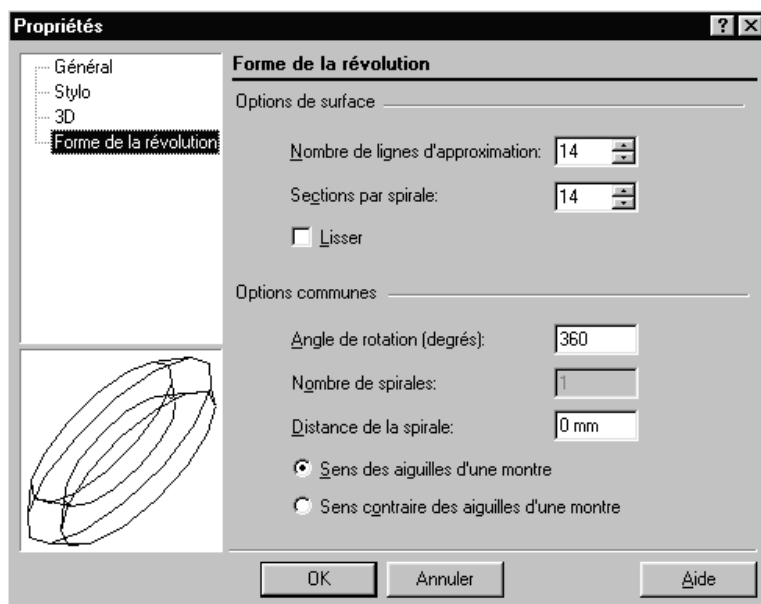 Propriétés
Général
Stylo
3D
Forme de la révolution
Forme de la révolution
Options de surface
Nombre de lignes d'approximation: 14
Sections par spirale: 14
Lisser
Options communes
Angle de rotation (degrés): 360
Nombre de spirales: 1
Distance de la spirale: 0 mm
Sens des aiguilles d'une montre
Sens contraire des aiguilles d'une montre
OK Annuler Aide